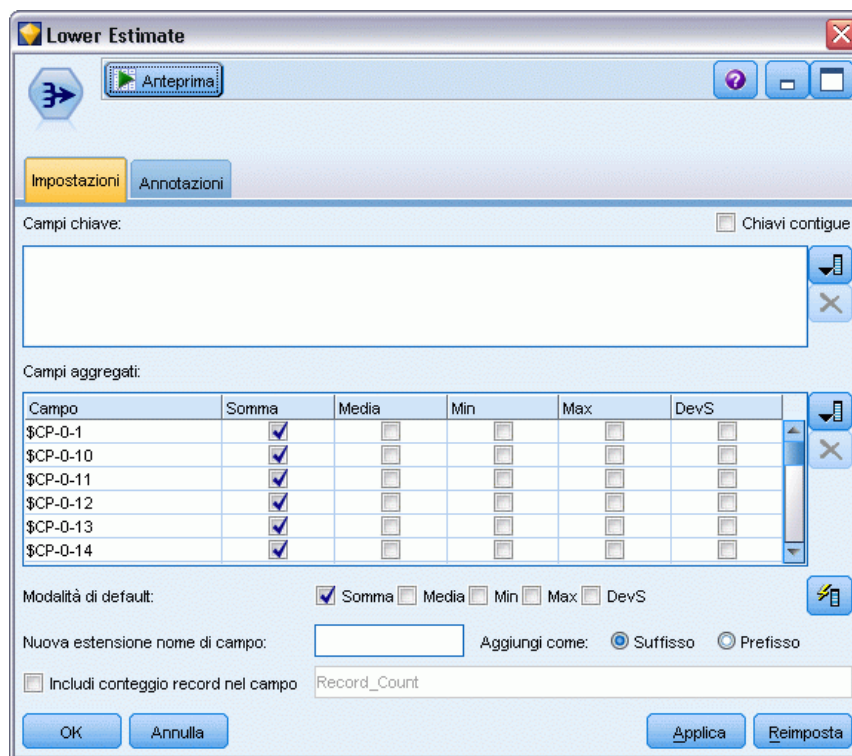 Lower Estimate
Anteprima
Impostazioni Annotazioni
Campi chiave: Chiavi contigue
Campi aggregati:
Campo Somma Media Min Max DevS
$CP-0-1
$CP-0-10
$CP-0-11
$CP-0-12
$CP-0-13
$CP-0-14
Modalità di default: Somma Media Min Max DevS
Nuova estensione nome di campo: Aggiungi come: Suffisso Prefisso
Includi conteggio record nel campo Record_Count
OK Annulla Applica Reimposta